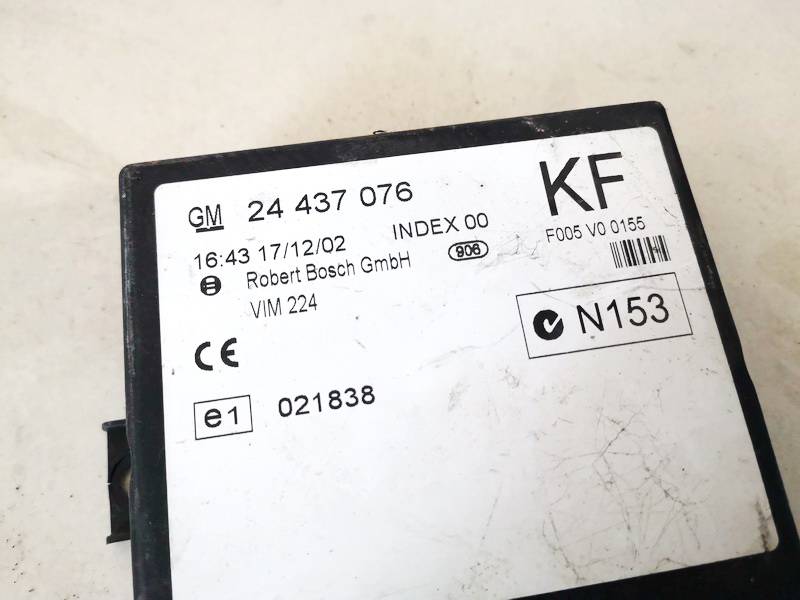 GM 24 437 076
KF
16:43 17/12/02 INDEX 00
F005 V0 0155
Robert Bosch GmbH 906
VIM 224
N153
CE
e1 021838